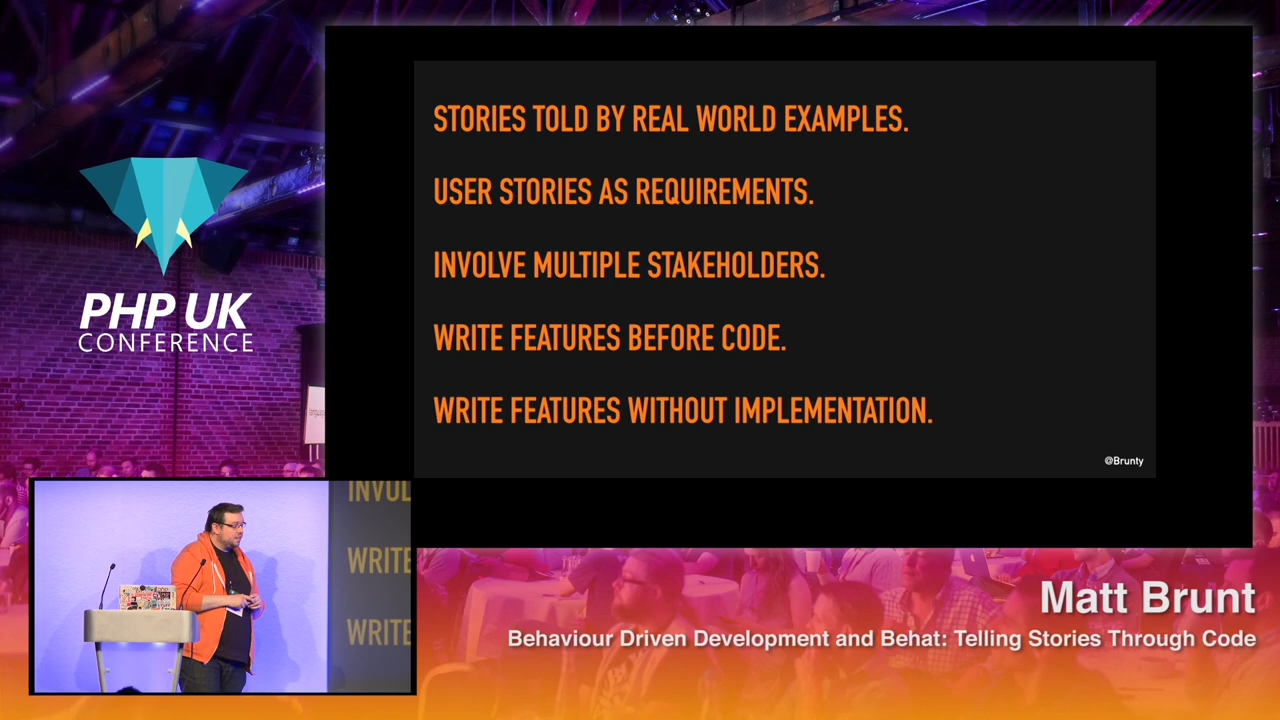 STORIES TOLD BY REAL WORLD EXAMPLES.
USER STORIES AS REQUIREMENTS.
INVOLVE MULTIPLE STAKEHOLDERS.
WRITE FEATURES BEFORE CODE.
WRITE FEATURES WITHOUT IMPLEMENTATION.
@Brunty
PHP UK
CONFERENCE
INVOL
WRITE
WRITE
Matt Brunt
Behaviour Driven Development and Behat: Telling Stories Through Code